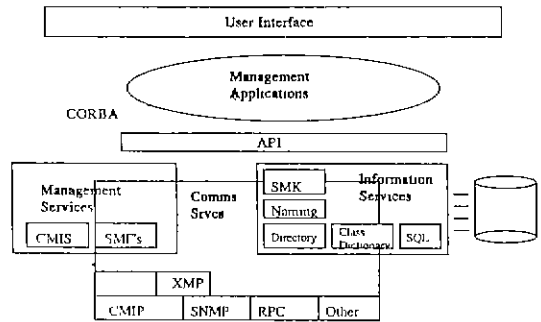 User Interface
Management
Applications
CORBA
API
Management
Services
CMIS
SMF's
Comms
Srvcs
SMK
Naming
Directory
Information
Services
Class
Dictionary
SQL
XMP
CMIP
SNMP
RPC
Other